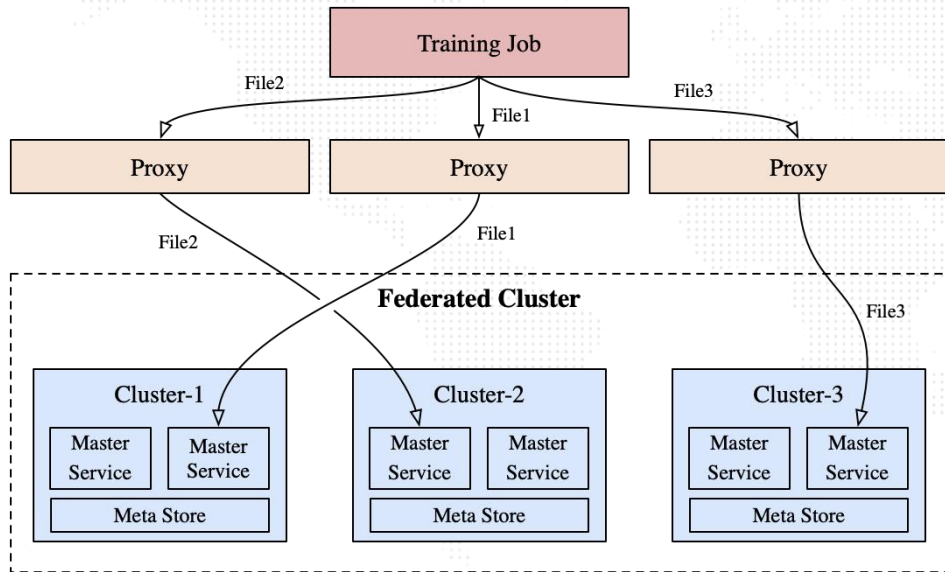 Training Job
File2
File1
File3
Proxy
Proxy
Proxy
File2
File1
Federated Cluster
File3
Cluster-1
Cluster-2
Cluster-3
Master
Service
Master
Service
Master
Service
Master
Service
Master
Service
Master
Service
Meta Store
Meta Store
Meta Store